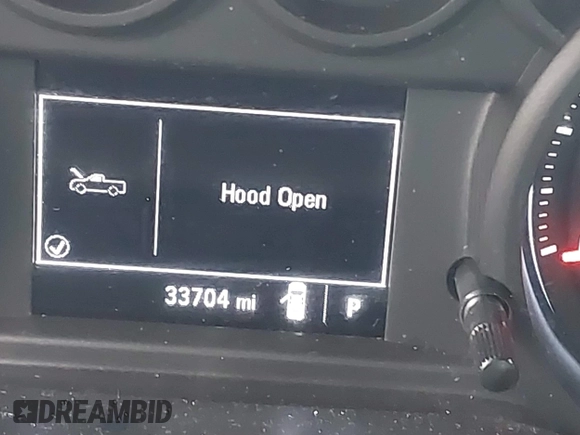 Hood Open
33704 mi
P
DREAMBID